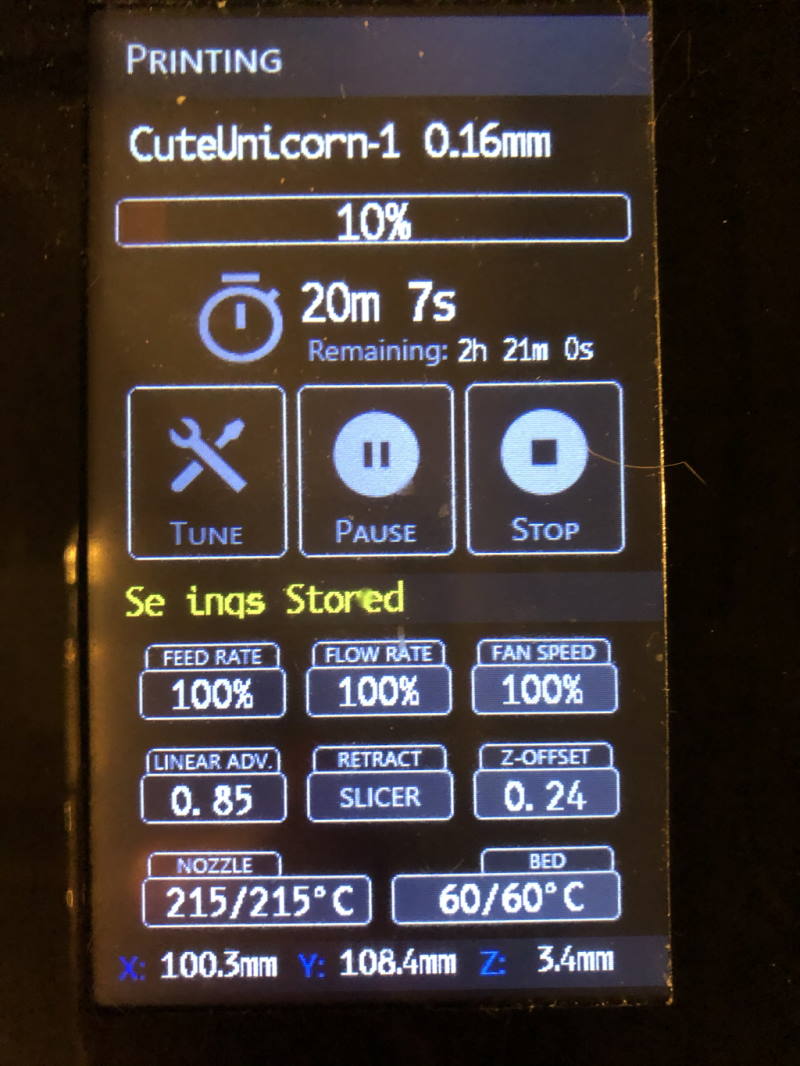 PRINTING
CuteUnicorn-1 0.16mm
10%
20m 7s
Remaining: 2h 21m 0s
TUNE PAUSE STOP
Se ings Stored
FEED RATE FLOW RATE FAN SPEED
100% 100% 100%
LINEAR ADV. RETRACT Z-OFFSET
0.85 SLICER 0.24
NOZZLE BED
215/215°C 60/60°C
X: 100.3mm Y: 108.4mm Z: 3.4mm